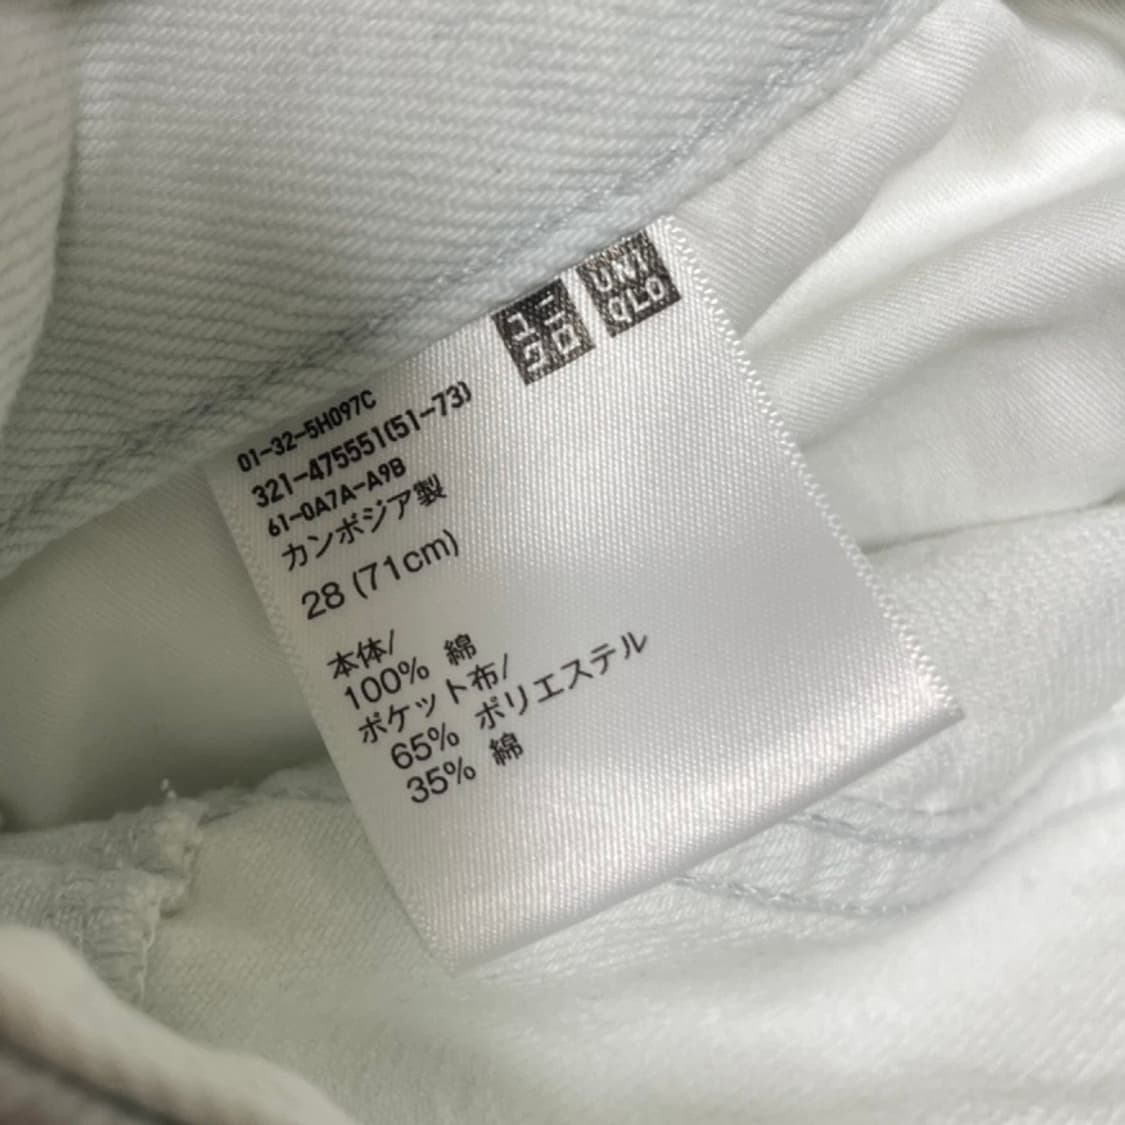 ユニ
クロ
UNI
QLO
01-32-5H097C
321-475551(51-73)
61-0A7A-A9B
カンボジア製
28 (71cm)
本体/
100% 綿
ポケット布/
65% ポリエステル
35% 綿